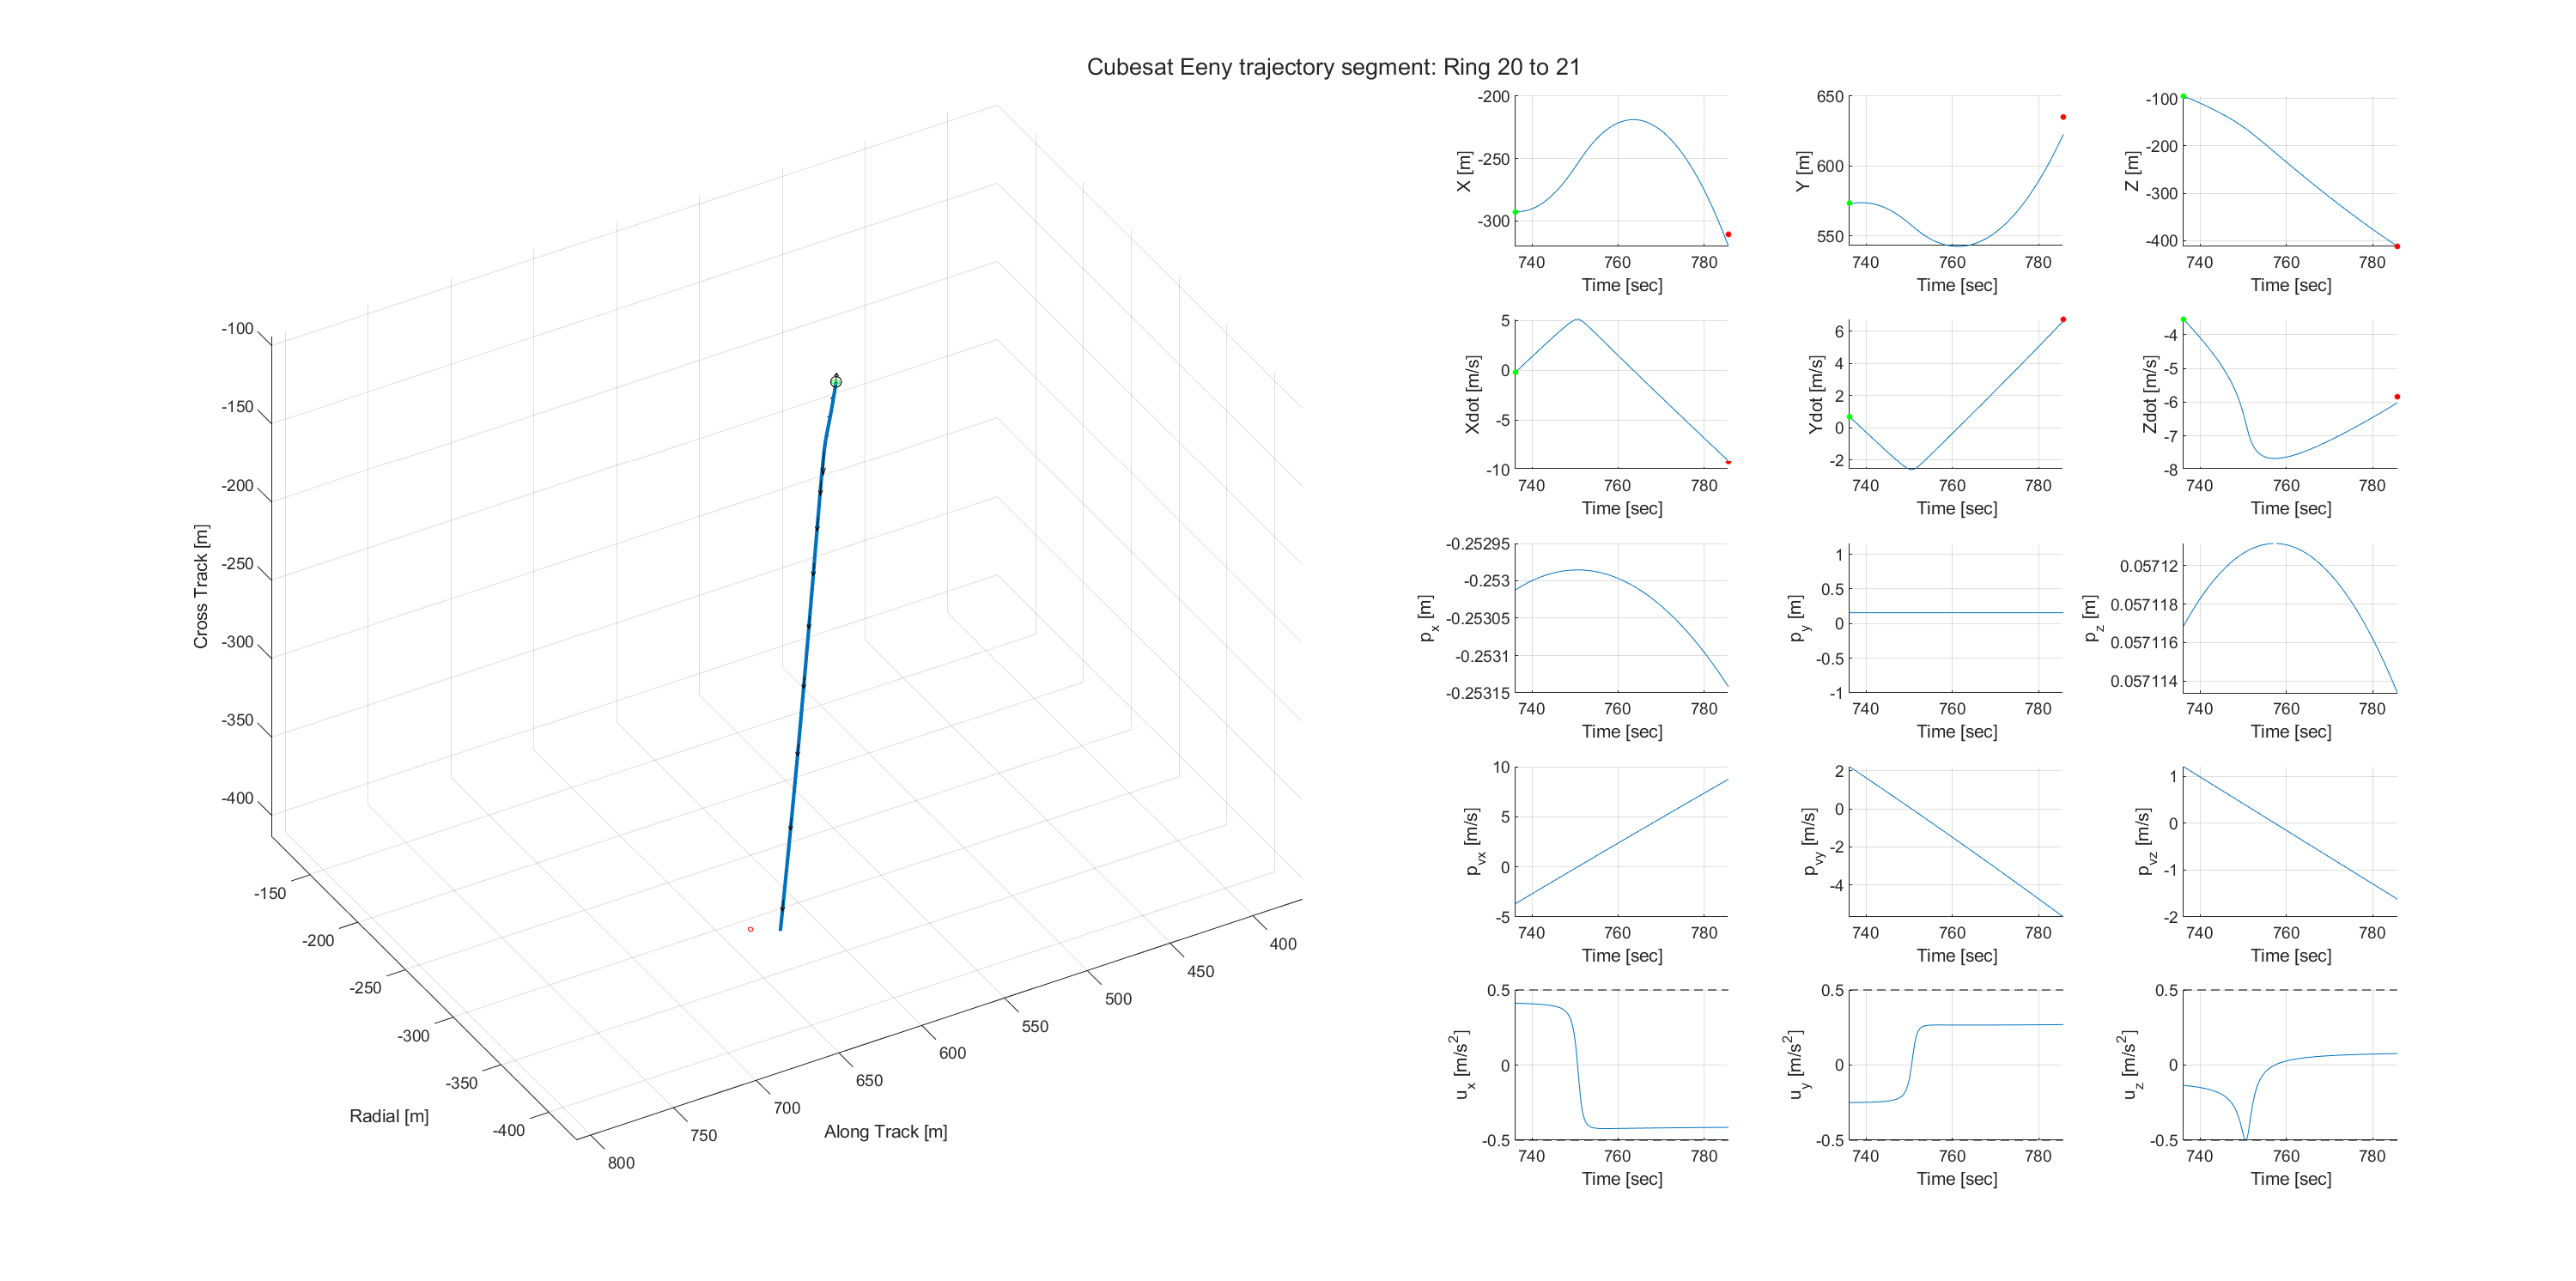 Cubesat Eeny trajectory segment: Ring 20 to 21
-100
-150
-200
-250
-300
-350
-400
Cross Track [m]
-150
-200
-250
-300
-350
-400
Radial [m]
800
750
700
650
600
550
500
450
400
Along Track [m]
-200
-250
-300
X [m]
740 760 780
Time [sec]
650
600
550
Y [m]
740 760 780
Time [sec]
-100
-200
-300
-400
Z [m]
740 760 780
Time [sec]
5
0
-5
-10
Xdot [m/s]
740 760 780
Time [sec]
6
4
2
0
-2
Ydot [m/s]
740 760 780
Time [sec]
-4
-5
-6
-7
-8
Zdot [m/s]
740 760 780
Time [sec]
-0.25295
-0.253
-0.25305
-0.2531
-0.25315
p_x [m]
740 760 780
Time [sec]
1
0.5
0
-0.5
-1
p_y [m]
740 760 780
Time [sec]
0.05712
0.057118
0.057116
0.057114
p_z [m]
740 760 780
Time [sec]
10
5
0
-5
p_vx [m/s]
740 760 780
Time [sec]
2
0
-2
-4
p_vy [m/s]
740 760 780
Time [sec]
1
0
-1
-2
p_vz [m/s]
740 760 780
Time [sec]
0.5
0
-0.5
u_x [m/s²]
740 760 780
Time [sec]
0.5
0
-0.5
u_y [m/s²]
740 760 780
Time [sec]
0.5
0
-0.5
u_z [m/s²]
740 760 780
Time [sec]